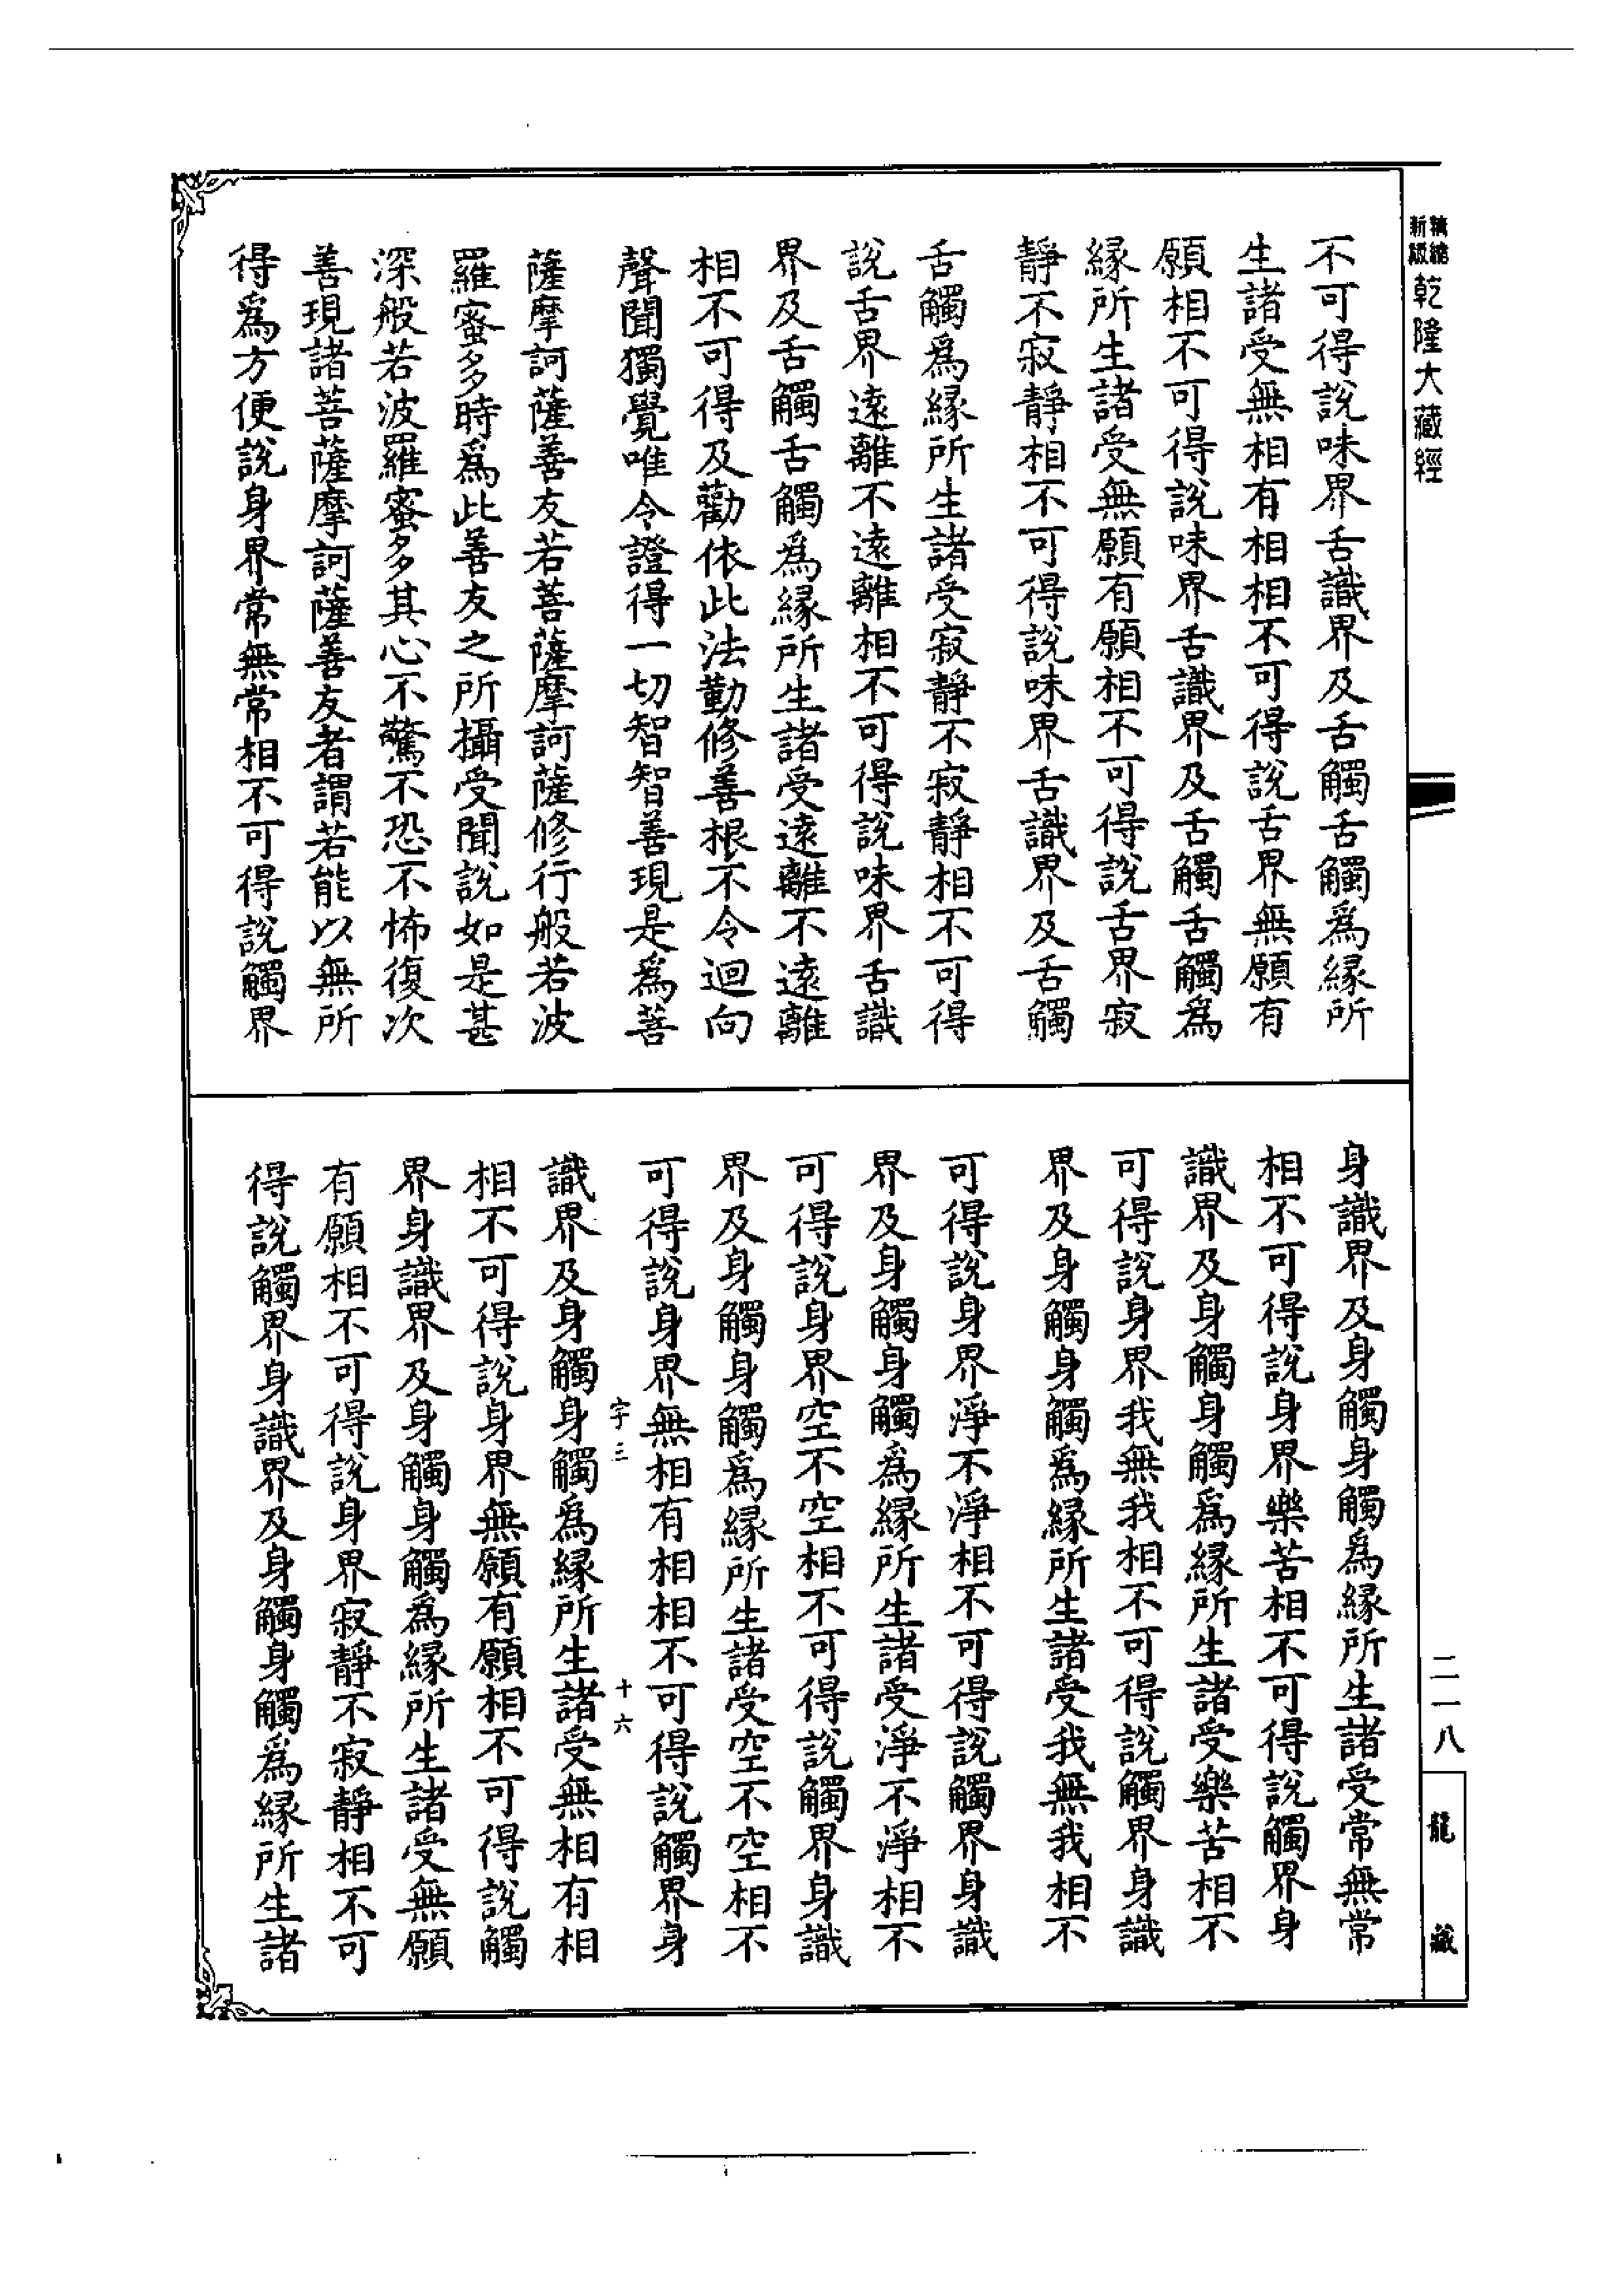 新編縮版乾隆大藏經
不可得說味界舌識界及舌觸舌觸爲緣所
生諸受無相有相相不可得說舌界無願有
願相不可得說味界舌識界及舌觸舌觸爲
緣所生諸受無願有願相不可得說舌界寂
靜不寂靜相不可得說味界舌識界及舌觸
舌觸爲緣所生諸受寂靜不寂靜相不可得
說舌界遠離不遠離相不可得說味界舌識
界及舌觸舌觸爲緣所生諸受遠離不遠離
相不可得及勸依此法勤修善根不令迴向
聲聞獨覺唯令證得一切智智善現是爲菩
薩摩訶薩善友若菩薩摩訶薩修行般若波
羅蜜多時爲此善友之所攝受聞說如是甚
深般若波羅蜜多其心不驚不恐不怖復次
善現諸菩薩摩訶薩善友者謂若能以無所
得爲方便說身界常無常相不可得說觸界
身識界及身觸身觸爲緣所生諸受常無常
相不可得說身界樂苦相不可得說觸界身
識界及身觸身觸爲緣所生諸受樂苦相不
可得說身界我無我相不可得說觸界身識
界及身觸身觸爲緣所生諸受我無我相不
可得說身界淨不淨相不可得說觸界身識
界及身觸身觸爲緣所生諸受淨不淨相不
可得說身界空不空相不可得說觸界身識
界及身觸身觸爲緣所生諸受空不空相不
可得說身界無相有相相不可得說觸界身
字三 十六
識界及身觸身觸爲緣所生諸受無相有相
相不可得說身界無願有願相不可得說觸
界身識界及身觸身觸爲緣所生諸受無願
有願相不可得說身界寂靜不寂靜相不可
得說觸界身識界及身觸身觸爲緣所生諸
二一八
龍藏